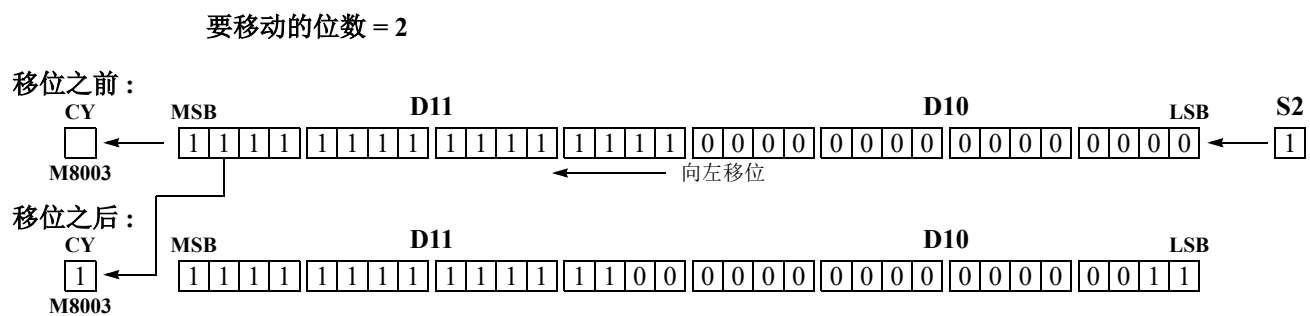 要移动的位数 = 2
移位之前 :
CY MSB D11 D10 LSB S2
1 1 1 1 1 1 1 1 1 1 1 1 1 1 1 1 0 0 0 0 0 0 0 0 0 0 0 0 0 0 0 0 1
M8003 向左移位
移位之后 :
CY MSB D11 D10 LSB
1 1 1 1 1 1 1 1 1 1 1 1 1 1 1 0 0 0 0 0 0 0 0 0 0 0 0 0 0 0 0 1 1
M8003